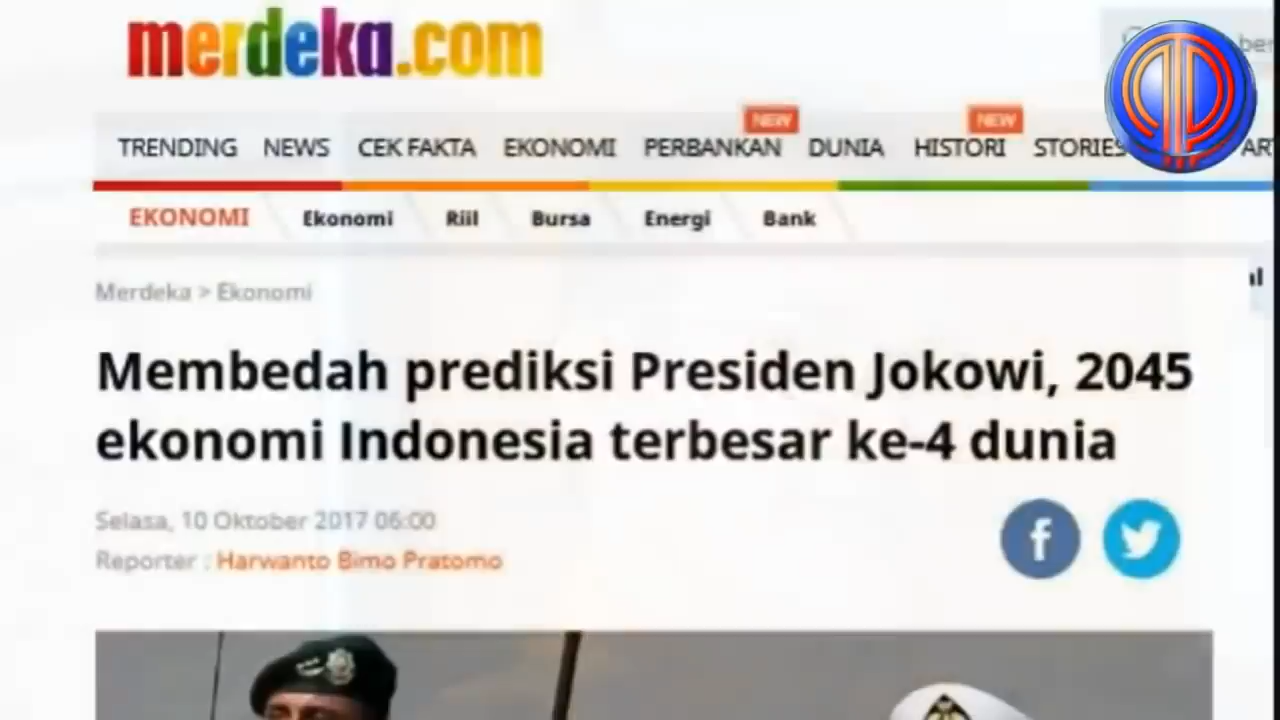 merdeka.com
NEW NEW
TRENDING NEWS CEK FAKTA EKONOMI PERBANKAN DUNIA HISTORI STORIES
EKONOMI Ekonomi Riil Bursa Energi Bank
Merdeka > Ekonomi
Membedah prediksi Presiden Jokowi, 2045
ekonomi Indonesia terbesar ke-4 dunia
Selasa, 10 Oktober 2017 06:00
Reporter : Harwanto Bimo Pratomo